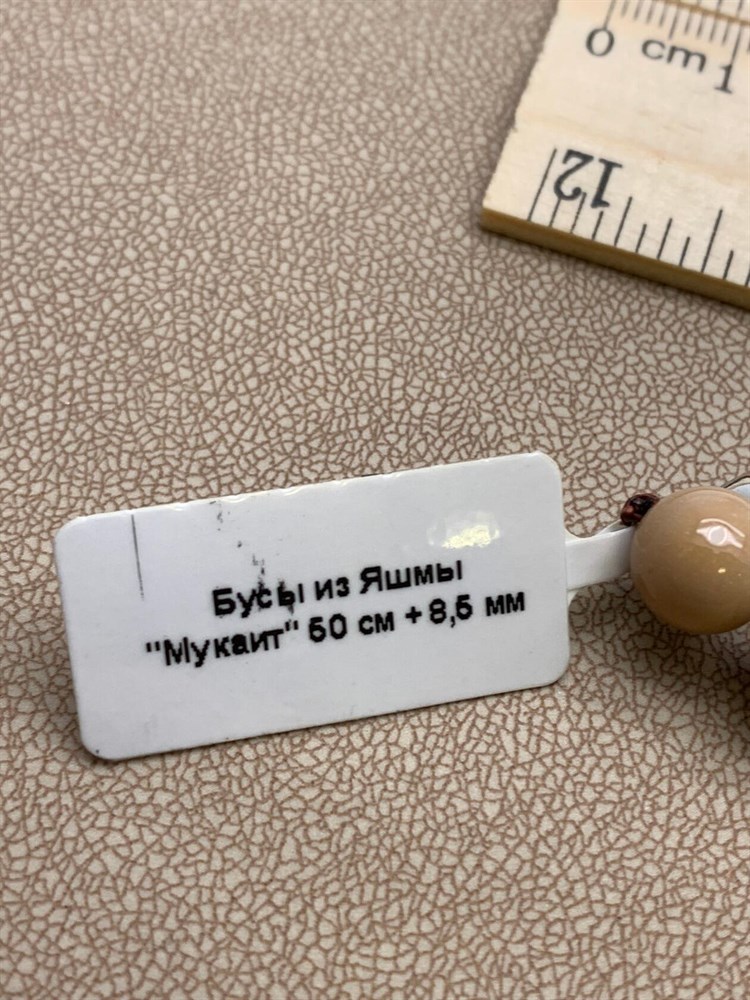 0 cm 1
12
Бусы из Яшмы
"Мукаит" 50 см + 8,5 мм